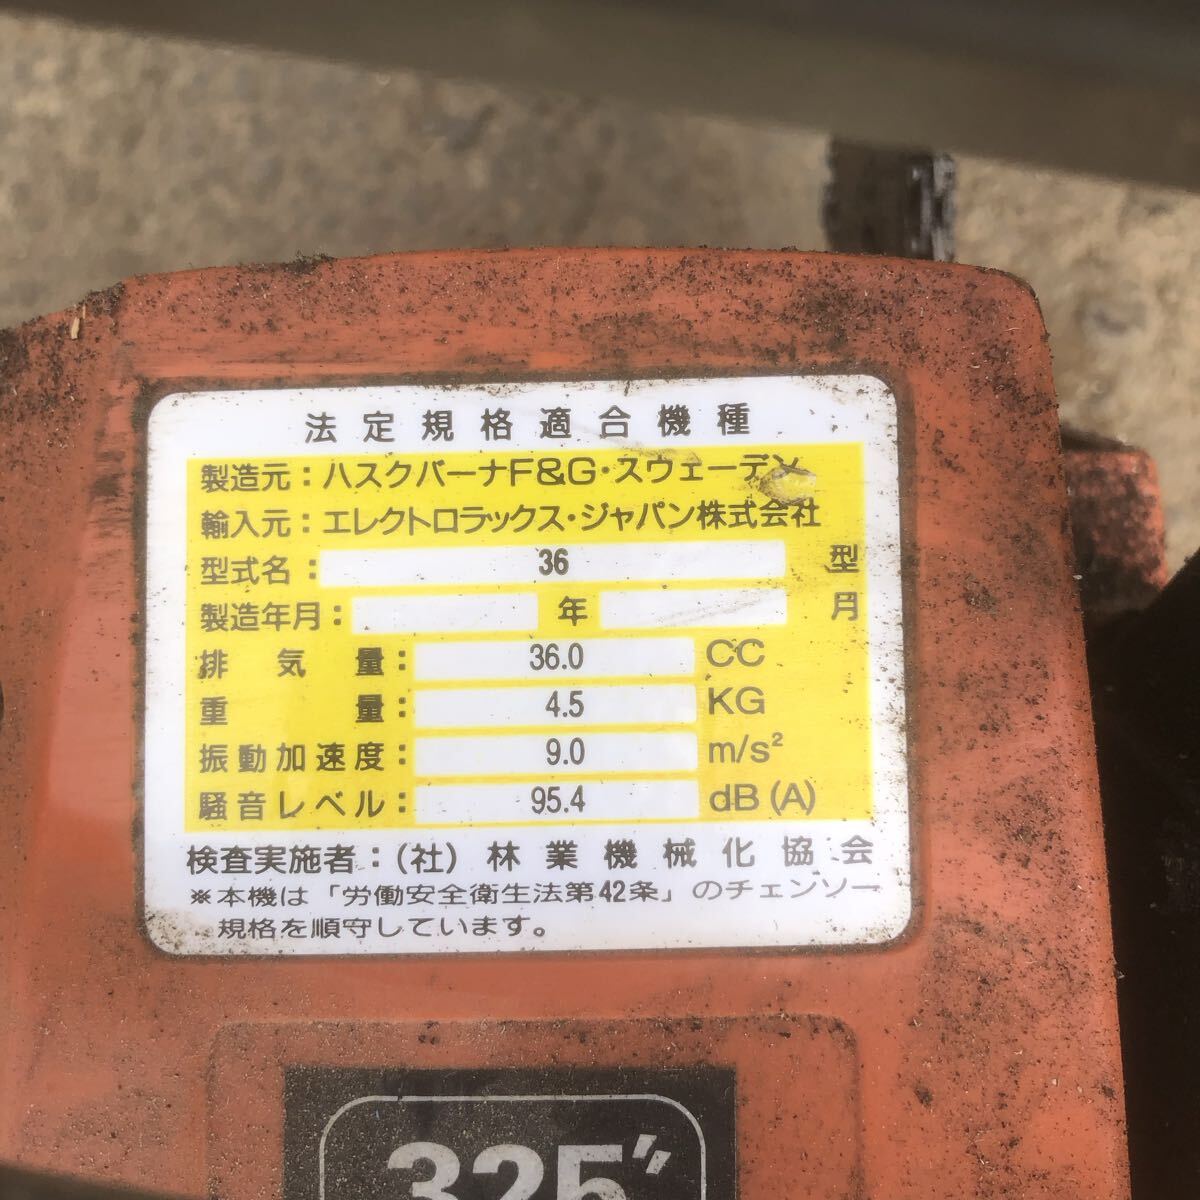 法定規格適合機種
製造元：ハスクバーナF&G・スウェーデン
輸入元：エレクトロラックス・ジャパン株式会社
型式名： 36 型
製造年月： 年 月
排気量： 36.0 CC
重量： 4.5 KG
振動加速度： 9.0 m/s²
騒音レベル： 95.4 dB(A)
検査実施者：(社) 林業機械化協会
※本機は「労働安全衛生法第42条」のチェンソー
規格を順守しています。
325"